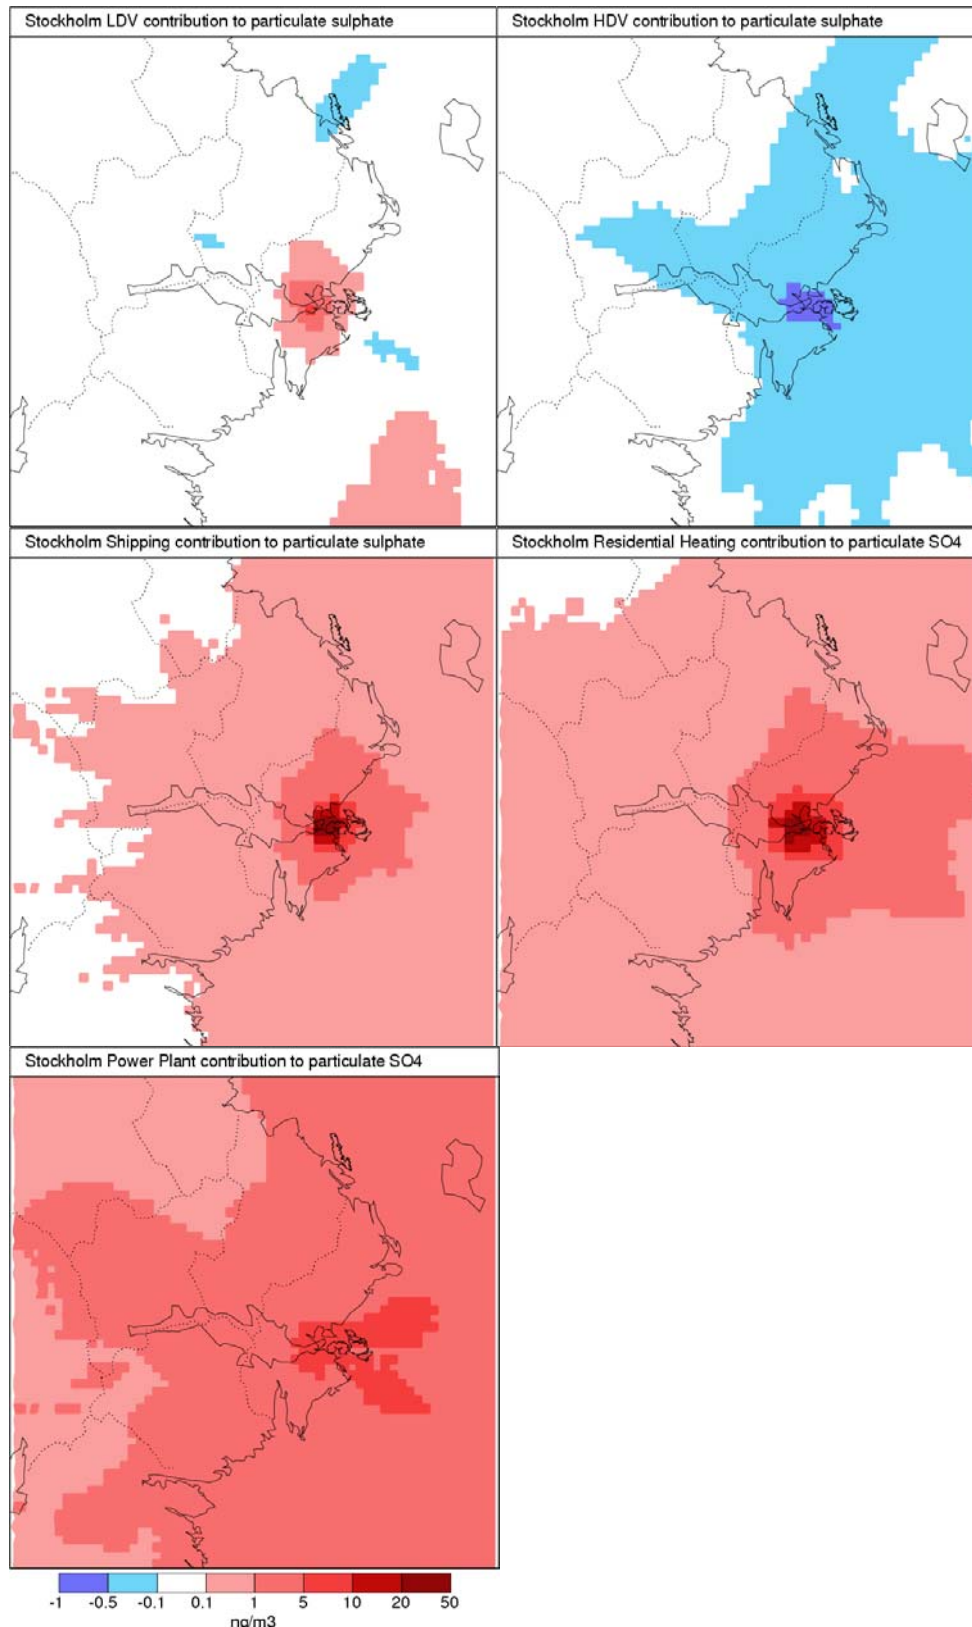 Stockholm LDV contribution to particulate sulphate
Stockholm HDV contribution to particulate sulphate
Stockholm Shipping contribution to particulate sulphate
Stockholm Residential Heating contribution to particulate SO4
Stockholm Power Plant contribution to particulate SO4
-1 -0.5 -0.1 0.1 1 5 10 20 50
ng/m3